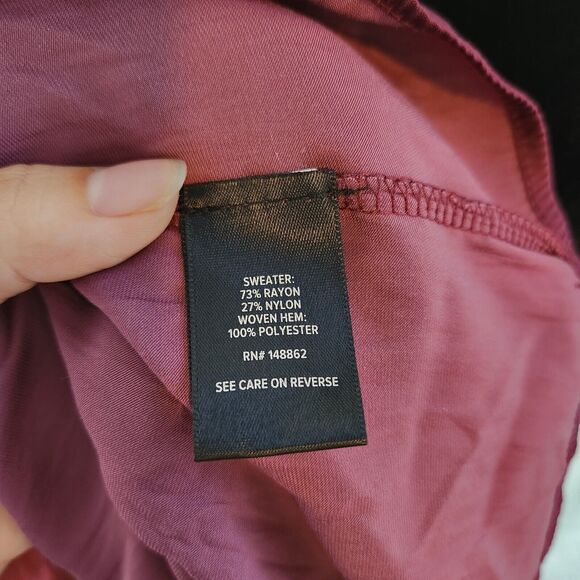 SWEATER:
73% RAYON
27% NYLON
WOVEN HEM:
100% POLYESTER
RN# 148862
SEE CARE ON REVERSE